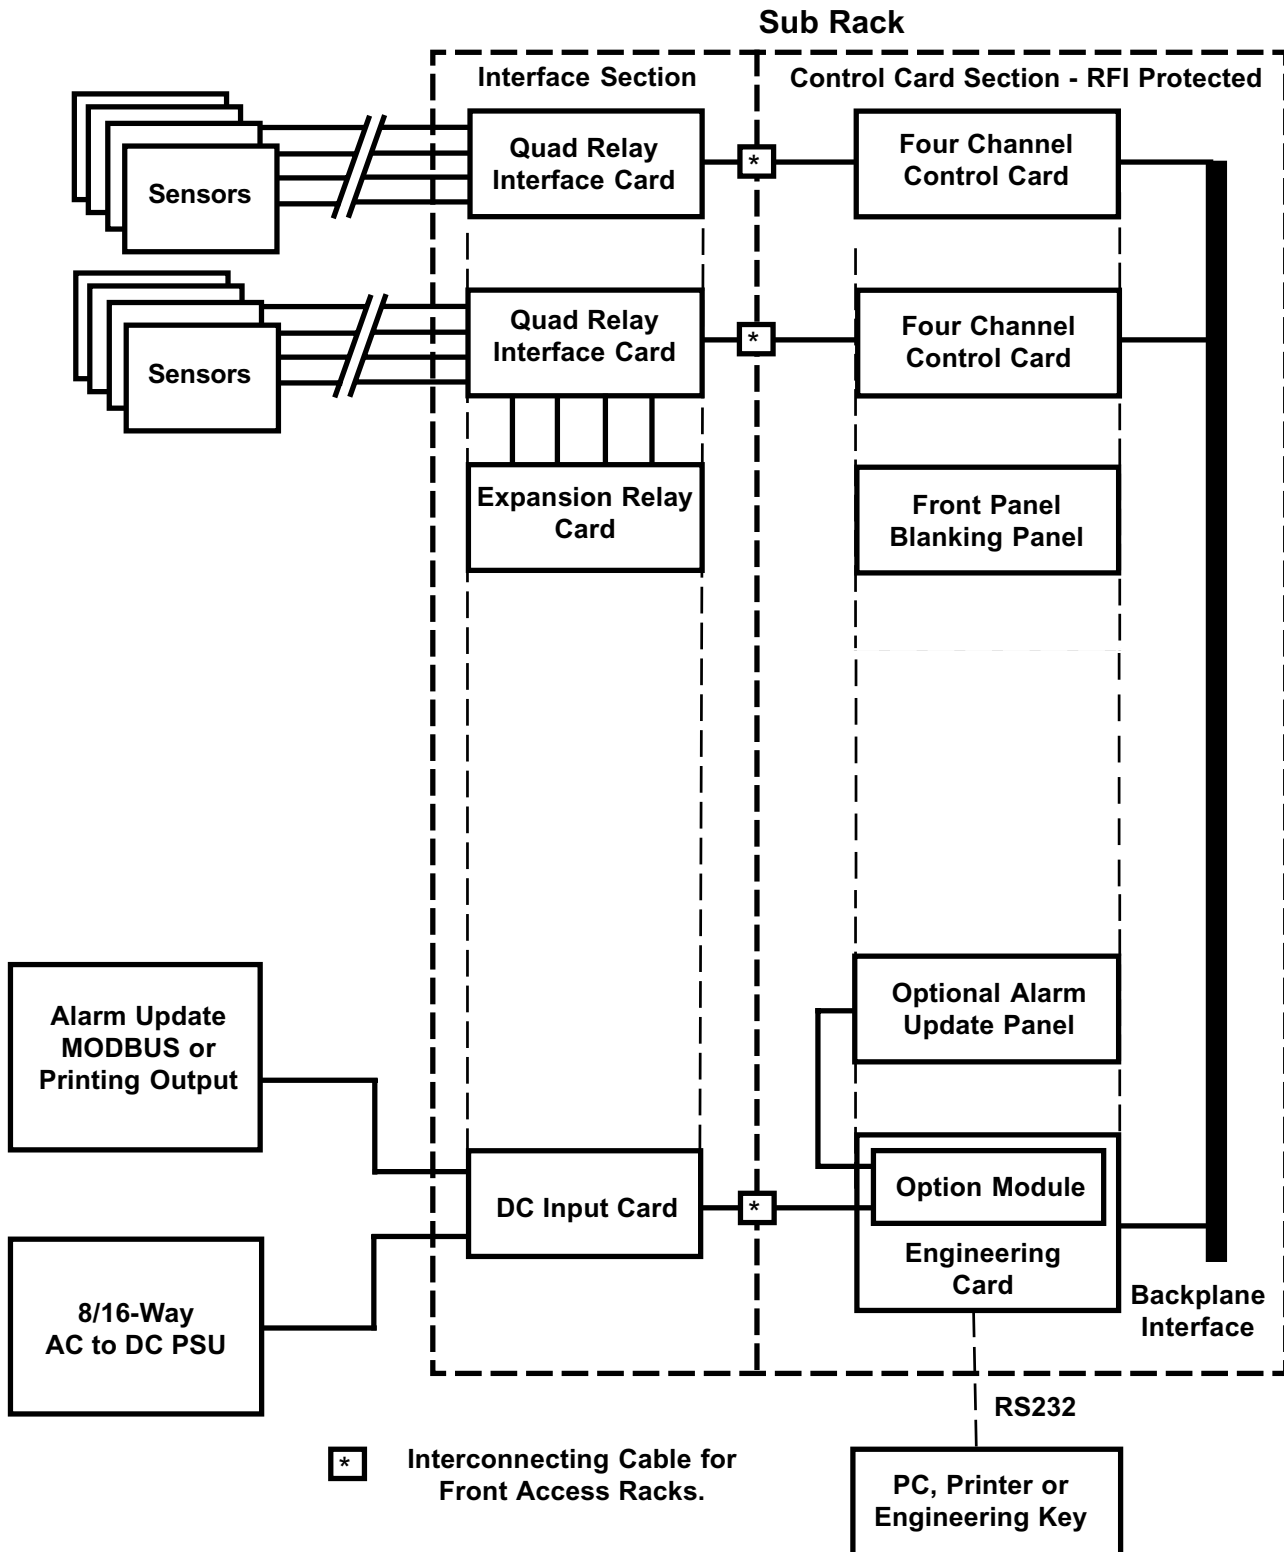 Sub Rack
Interface Section
Control Card Section - RFI Protected
Sensors
Quad Relay
Interface Card
*
Four Channel
Control Card
Sensors
Quad Relay
Interface Card
*
Four Channel
Control Card
Expansion Relay
Card
Front Panel
Blanking Panel
Alarm Update
MODBUS or
Printing Output
Optional Alarm
Update Panel
DC Input Card
*
Option Module
Engineering
Card
8/16-Way
AC to DC PSU
Backplane
Interface
RS232
*
Interconnecting Cable for
Front Access Racks.
PC, Printer or
Engineering Key